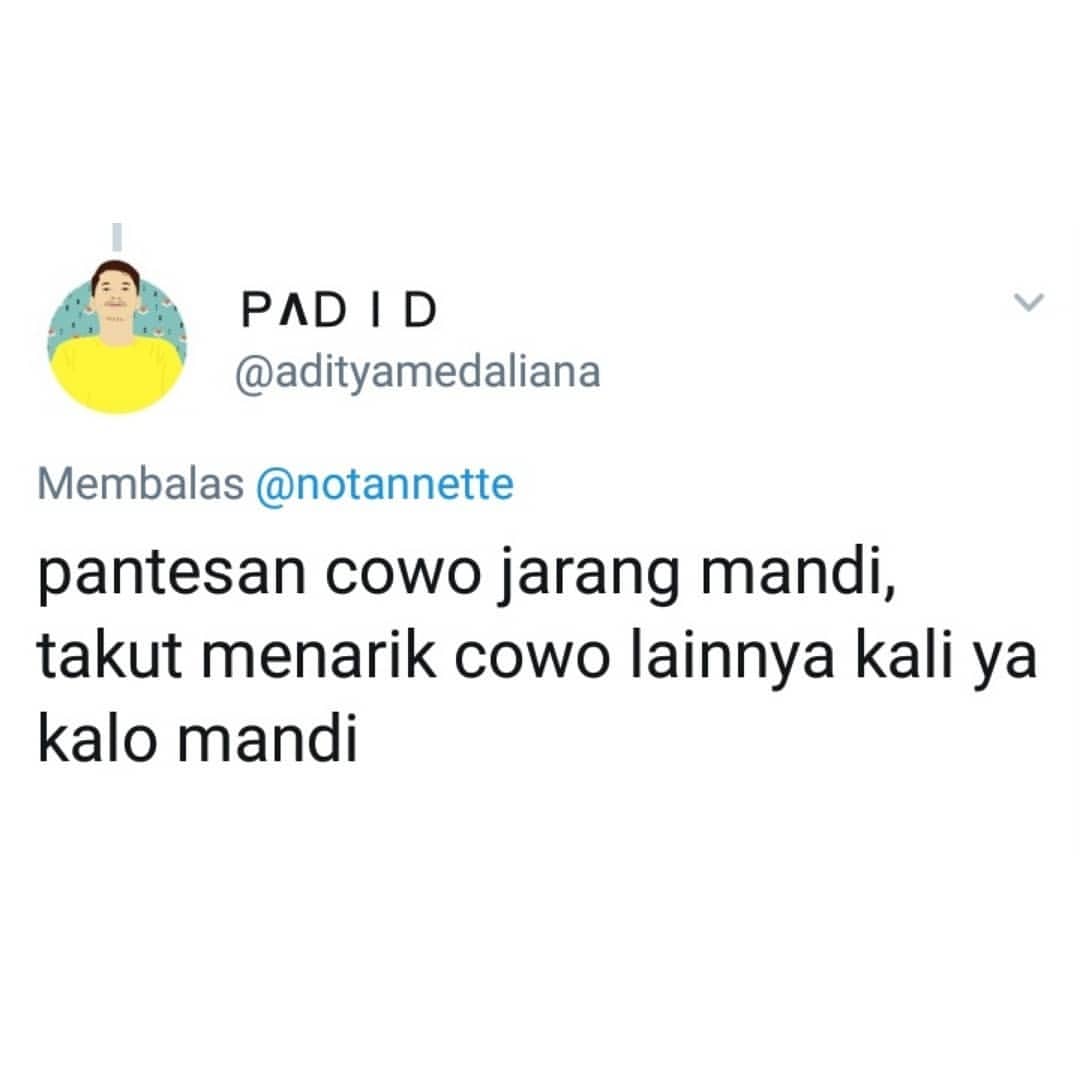 PΛD I D
@adityamedaliana
Membalas @notannette
pantesan cowo jarang mandi,
takut menarik cowo lainnya kali ya
kalo mandi